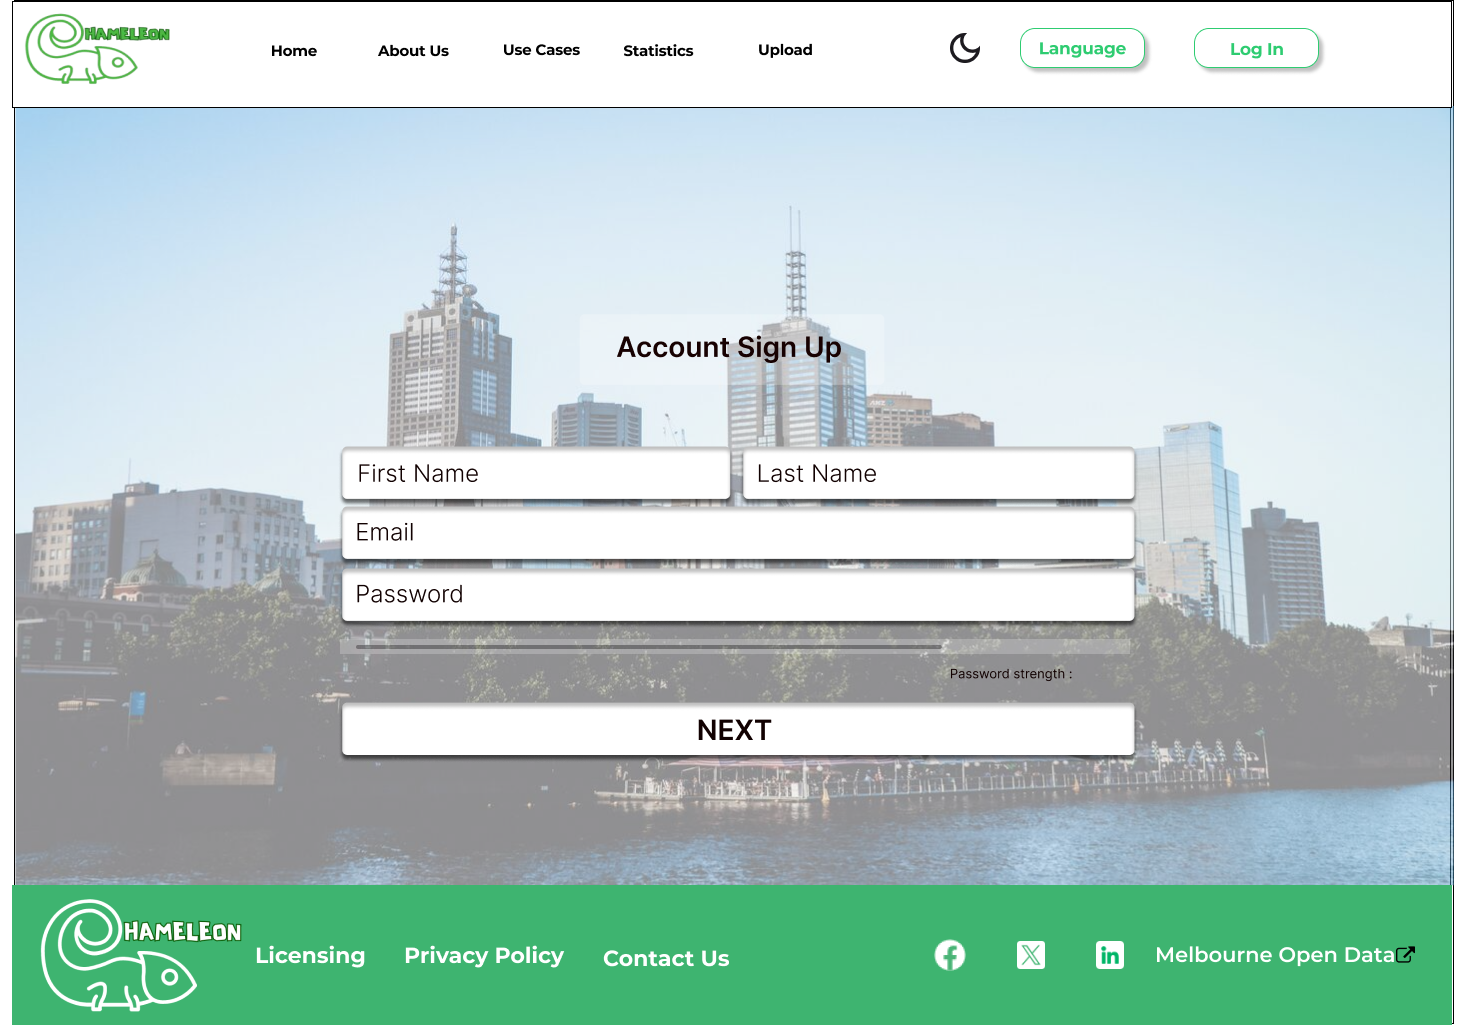 HAMELEON
Home About Us Use Cases Statistics Upload Language Log In
Account Sign Up
First Name Last Name
Email
Password
Password strength :
NEXT
HAMELEON
Licensing Privacy Policy Contact Us Melbourne Open Data